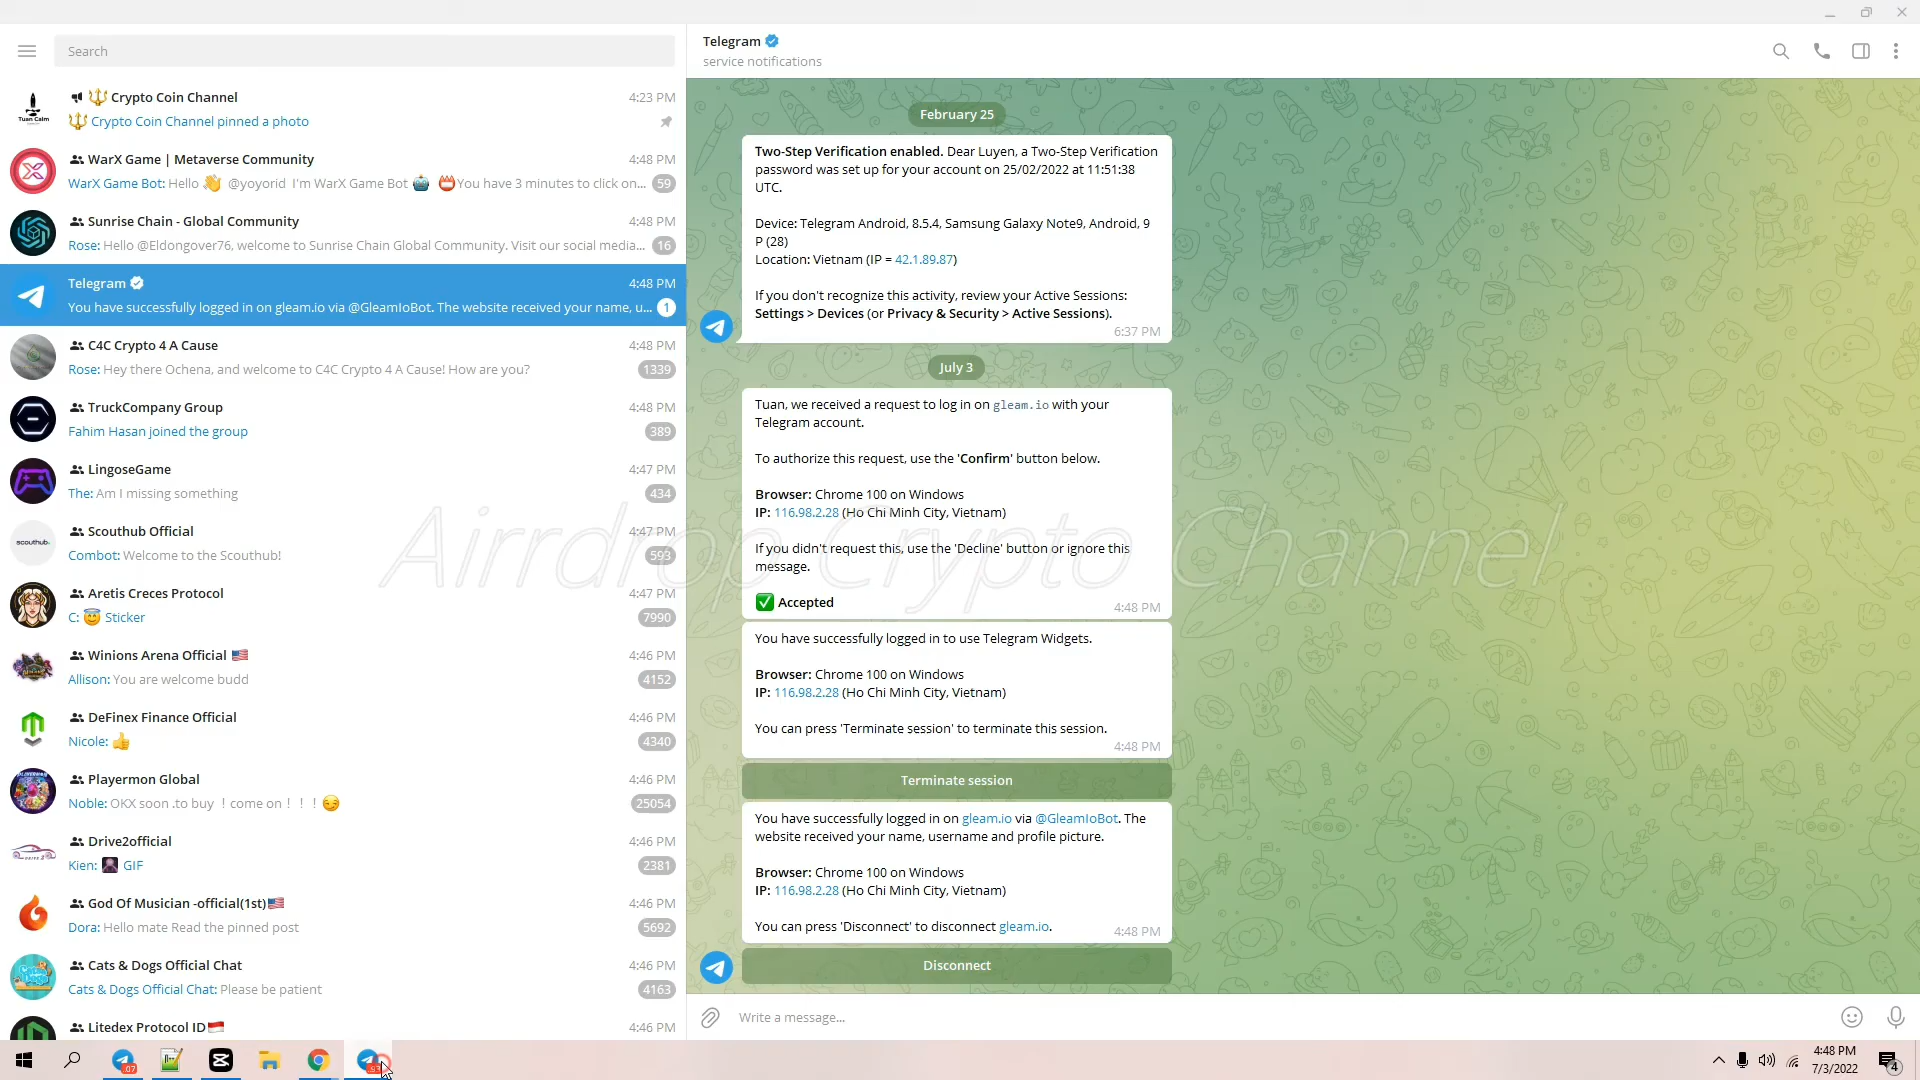 Search
Crypto Coin Channel 4:23 PM
Crypto Coin Channel pinned a photo
Tuan Calm
WarX Game | Metaverse Community 4:48 PM
WarX Game Bot: Hello 👋 @yoyorid I'm WarX Game Bot 🤖 📛You have 3 minutes to click on... 59
Sunrise Chain - Global Community 4:48 PM
Rose: Hello @Eldongover76, welcome to Sunrise Chain Global Community. Visit our social media... 16
Telegram 4:48 PM
You have successfully logged in on gleam.io via @GleamIoBot. The website received your name, u... 1
C4C Crypto 4 A Cause 4:48 PM
Rose: Hey there Ochena, and welcome to C4C Crypto 4 A Cause! How are you? 1339
TruckCompany Group 4:48 PM
Fahim Hasan joined the group 389
LingoseGame 4:47 PM
The: Am I missing something 434
Scouthub Official 4:47 PM
scouthub.
Combot: Welcome to the Scouthub! 593
Aretis Creces Protocol 4:47 PM
C: 😇 Sticker 7990
Winions Arena Official 🇺🇸 4:46 PM
Allison: You are welcome budd 4152
DeFinex Finance Official 4:46 PM
Nicole: 👍 4340
Playermon Global 4:46 PM
Noble: OKX soon .to buy ！come on！！！😏 25054
Drive2official 4:46 PM
Kien: GIF 2381
God Of Musician -official(1st)🇺🇸 4:46 PM
Dora: Hello mate Read the pinned post 5692
Cats & Dogs Official Chat 4:46 PM
Cats & Dogs Official Chat: Please be patient 4163
Litedex Protocol ID🇮🇩 4:46 PM
Telegram
service notifications
February 25
Two-Step Verification enabled. Dear Luyen, a Two-Step Verification
password was set up for your account on 25/02/2022 at 11:51:38
UTC.
Device: Telegram Android, 8.5.4, Samsung Galaxy Note9, Android, 9
P (28)
Location: Vietnam (IP = 42.1.89.87)
If you don't recognize this activity, review your Active Sessions:
Settings > Devices (or Privacy & Security > Active Sessions).
6:37 PM
July 3
Tuan, we received a request to log in on gleam.io with your
Telegram account.
To authorize this request, use the 'Confirm' button below.
Browser: Chrome 100 on Windows
IP: 116.98.2.28 (Ho Chi Minh City, Vietnam)
If you didn't request this, use the 'Decline' button or ignore this
message.
✅ Accepted 4:48 PM
You have successfully logged in to use Telegram Widgets.
Browser: Chrome 100 on Windows
IP: 116.98.2.28 (Ho Chi Minh City, Vietnam)
You can press 'Terminate session' to terminate this session.
4:48 PM
Terminate session
You have successfully logged in on gleam.io via @GleamIoBot. The
website received your name, username and profile picture.
Browser: Chrome 100 on Windows
IP: 116.98.2.28 (Ho Chi Minh City, Vietnam)
You can press 'Disconnect' to disconnect gleam.io. 4:48 PM
Disconnect
Write a message...
Airrdrop Crypto Channel
4:48 PM
7/3/2022
4